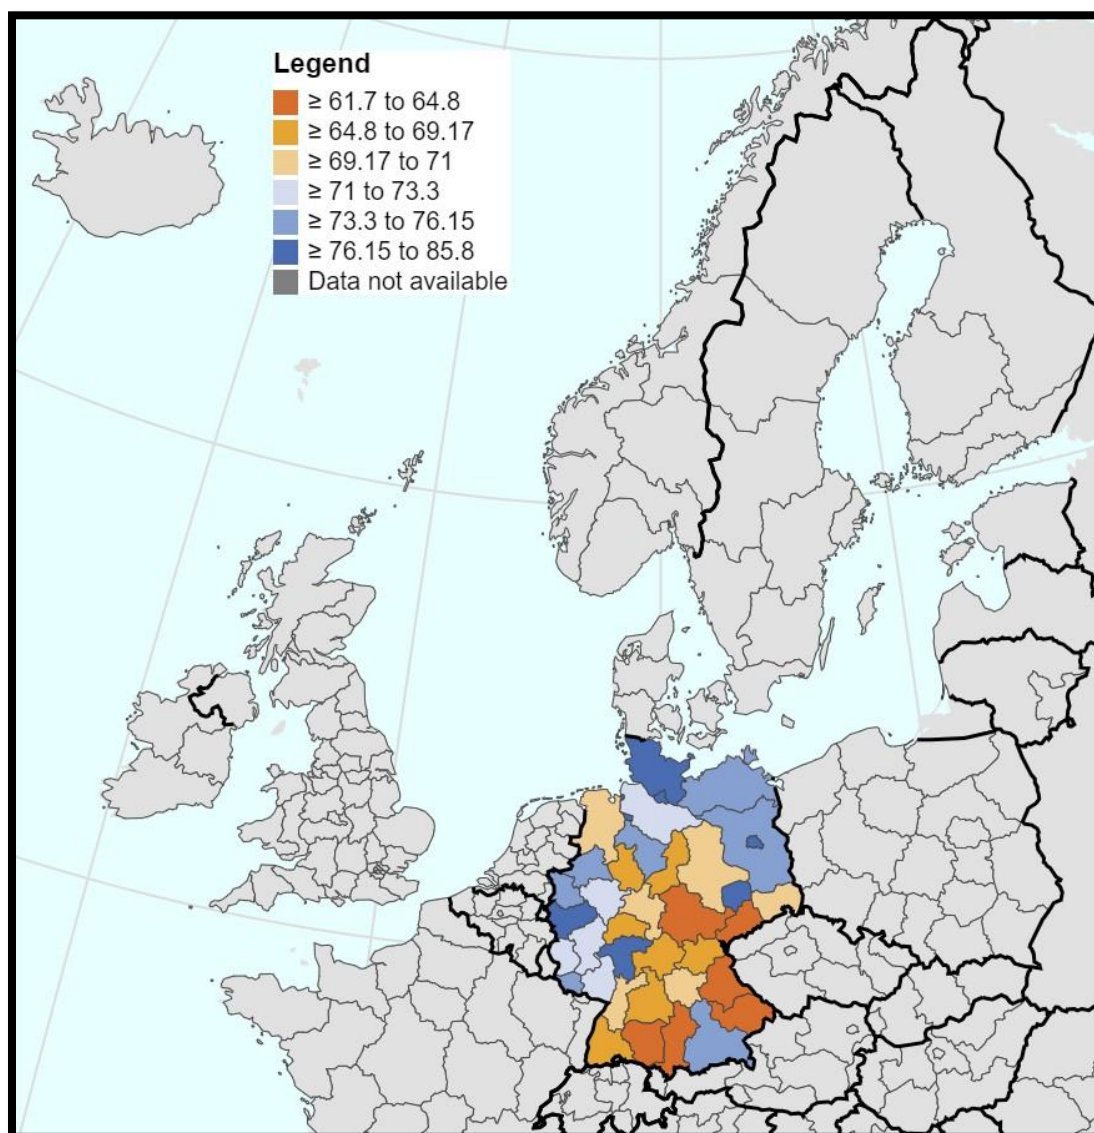 Legend
≥ 61.7 to 64.8
≥ 64.8 to 69.17
≥ 69.17 to 71
≥ 71 to 73.3
≥ 73.3 to 76.15
≥ 76.15 to 85.8
Data not available